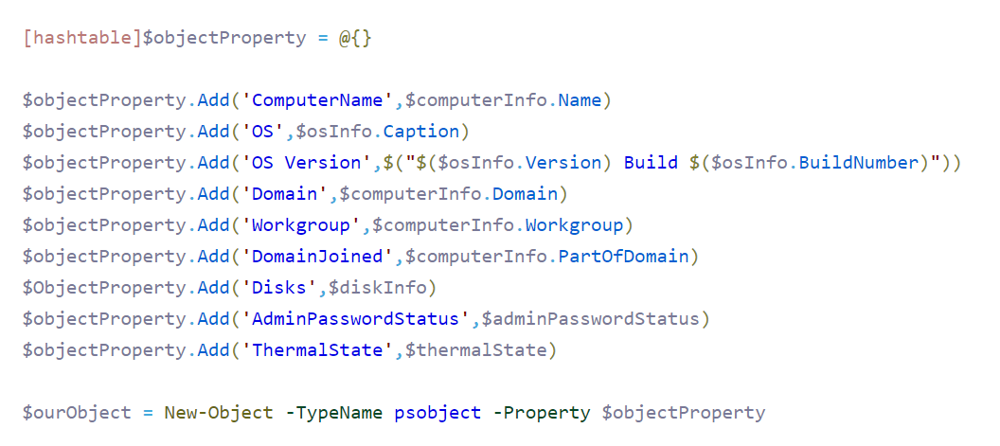 [hashtable]$objectProperty = @{}
$objectProperty.Add('ComputerName',$computerInfo.Name)
$objectProperty.Add('OS',$osInfo.Caption)
$objectProperty.Add('OS Version',$("$($osInfo.Version) Build $($osInfo.BuildNumber)"))
$objectProperty.Add('Domain',$computerInfo.Domain)
$objectProperty.Add('Workgroup',$computerInfo.Workgroup)
$objectProperty.Add('DomainJoined',$computerInfo.PartOfDomain)
$ObjectProperty.Add('Disks',$diskInfo)
$objectProperty.Add('AdminPasswordStatus',$adminPasswordStatus)
$objectProperty.Add('ThermalState',$thermalState)
$ourObject = New-Object -TypeName psobject -Property $objectProperty